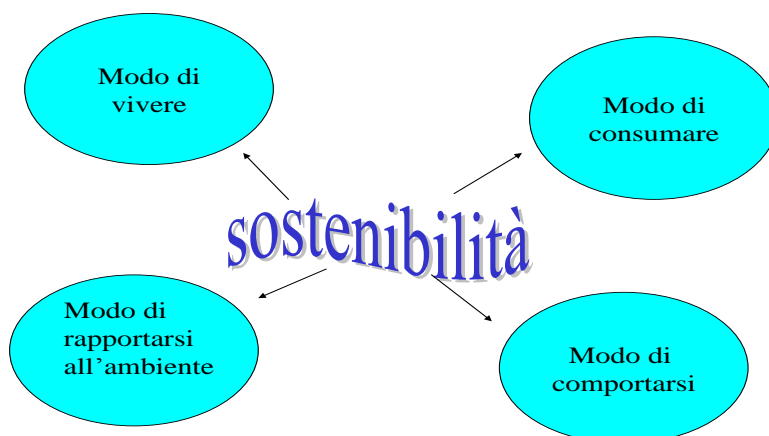 Modo di
vivere
Modo di
consumare
sostenibilità
Modo di
rapportarsi
all’ambiente
Modo di
comportarsi